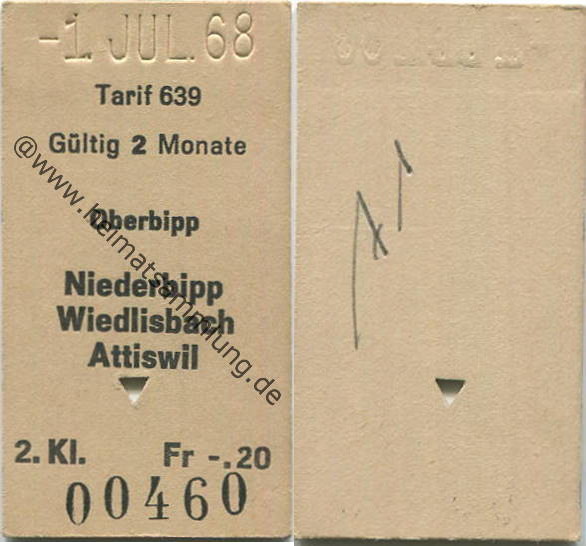 -1. JUL. 68
Tarif 639
Gültig 2 Monate
Oberbipp
Niederbipp
Wiedlisbach
Attiswil
2. Kl. Fr -.20
00460
@www.heimatsammlung.de